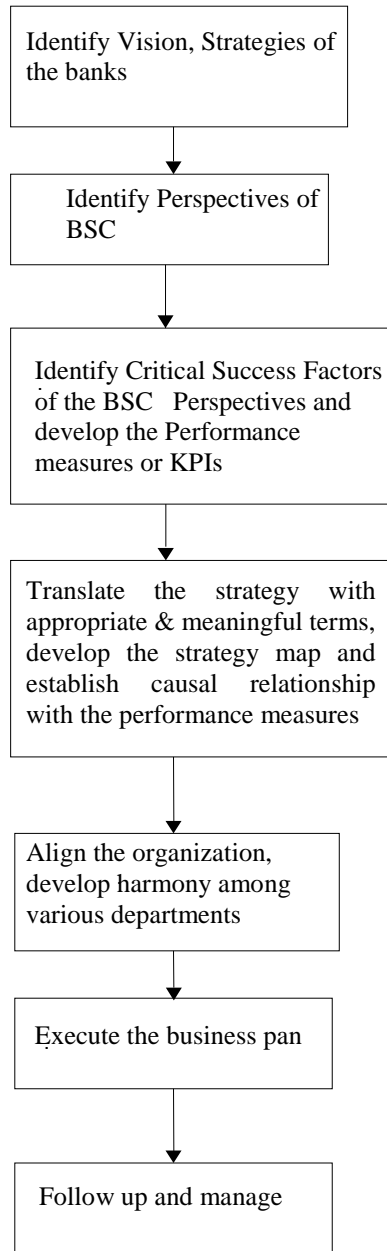 Identify Vision, Strategies of
the banks
Identify Perspectives of
BSC
Identify Critical Success Factors
of the BSC Perspectives and
develop the Performance
measures or KPIs
Translate the strategy with
appropriate & meaningful terms,
develop the strategy map and
establish causal relationship
with the performance measures
Align the organization,
develop harmony among
various departments
Execute the business pan
Follow up and manage